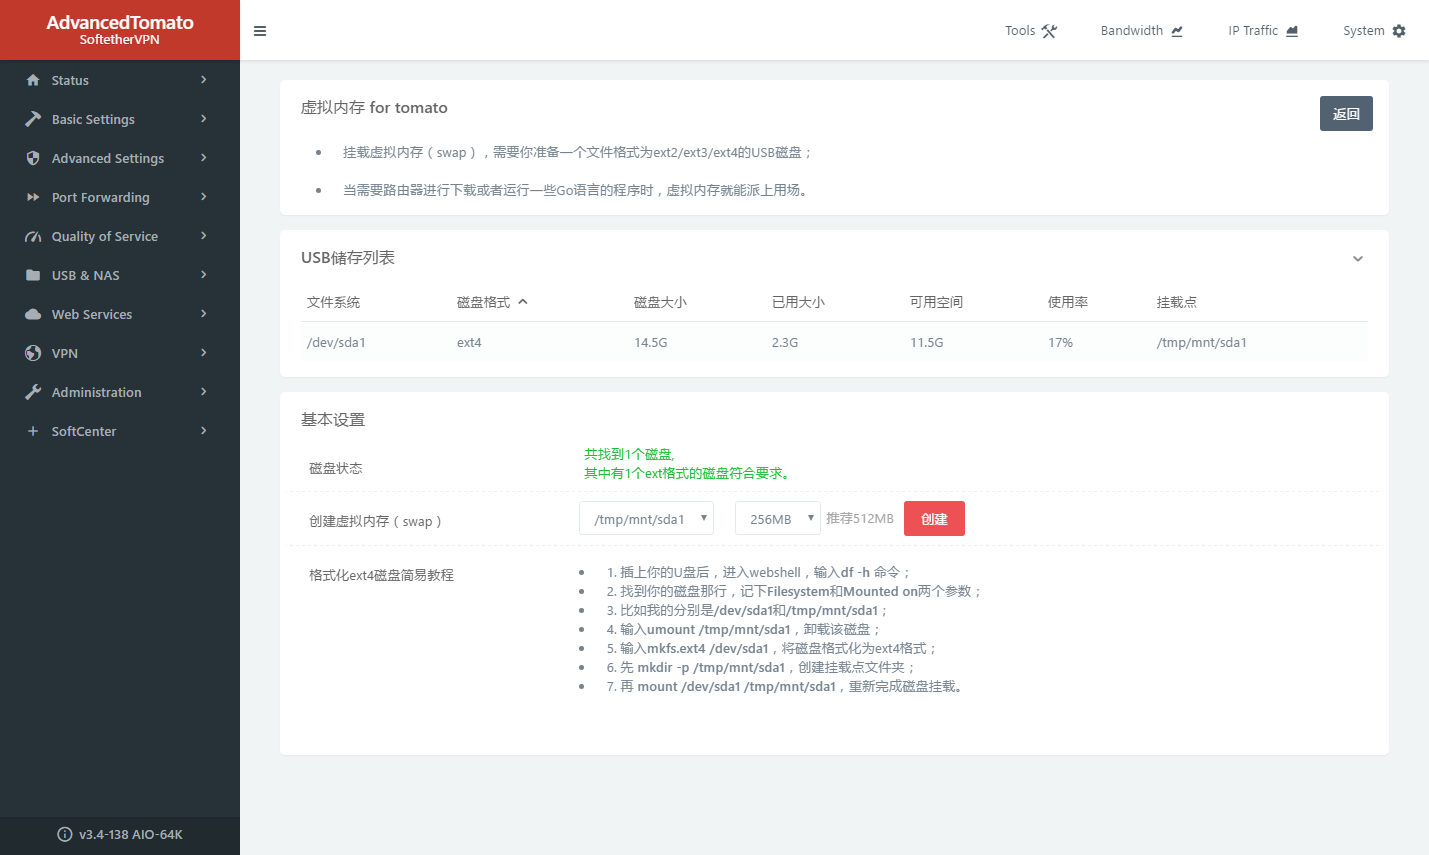 AdvancedTomato
SoftetherVPN
Tools
Bandwidth
IP Traffic
System
Status
Basic Settings
Advanced Settings
Port Forwarding
Quality of Service
USB & NAS
Web Services
VPN
Administration
SoftCenter
v3.4-138 AIO-64K
虚拟内存 for tomato
返回
挂载虚拟内存（swap），需要你准备一个文件格式为ext2/ext3/ext4的USB磁盘；
当需要路由器进行下载或者运行一些Go语言的程序时，虚拟内存就能派上用场。
USB储存列表
文件系统 磁盘格式 磁盘大小 已用大小 可用空间 使用率 挂载点
/dev/sda1 ext4 14.5G 2.3G 11.5G 17% /tmp/mnt/sda1
基本设置
磁盘状态
共找到1个磁盘,
其中有1个ext格式的磁盘符合要求。
创建虚拟内存（swap） /tmp/mnt/sda1 256MB 推荐512MB 创建
格式化ext4磁盘简易教程
1. 插上你的U盘后，进入webshell，输入df -h 命令；
2. 找到你的磁盘那行，记下Filesystem和Mounted on两个参数；
3. 比如我的分别是/dev/sda1和/tmp/mnt/sda1；
4. 输入umount /tmp/mnt/sda1，卸载该磁盘；
5. 输入mkfs.ext4 /dev/sda1，将磁盘格式化为ext4格式；
6. 先 mkdir -p /tmp/mnt/sda1，创建挂载点文件夹；
7. 再 mount /dev/sda1 /tmp/mnt/sda1，重新完成磁盘挂载。